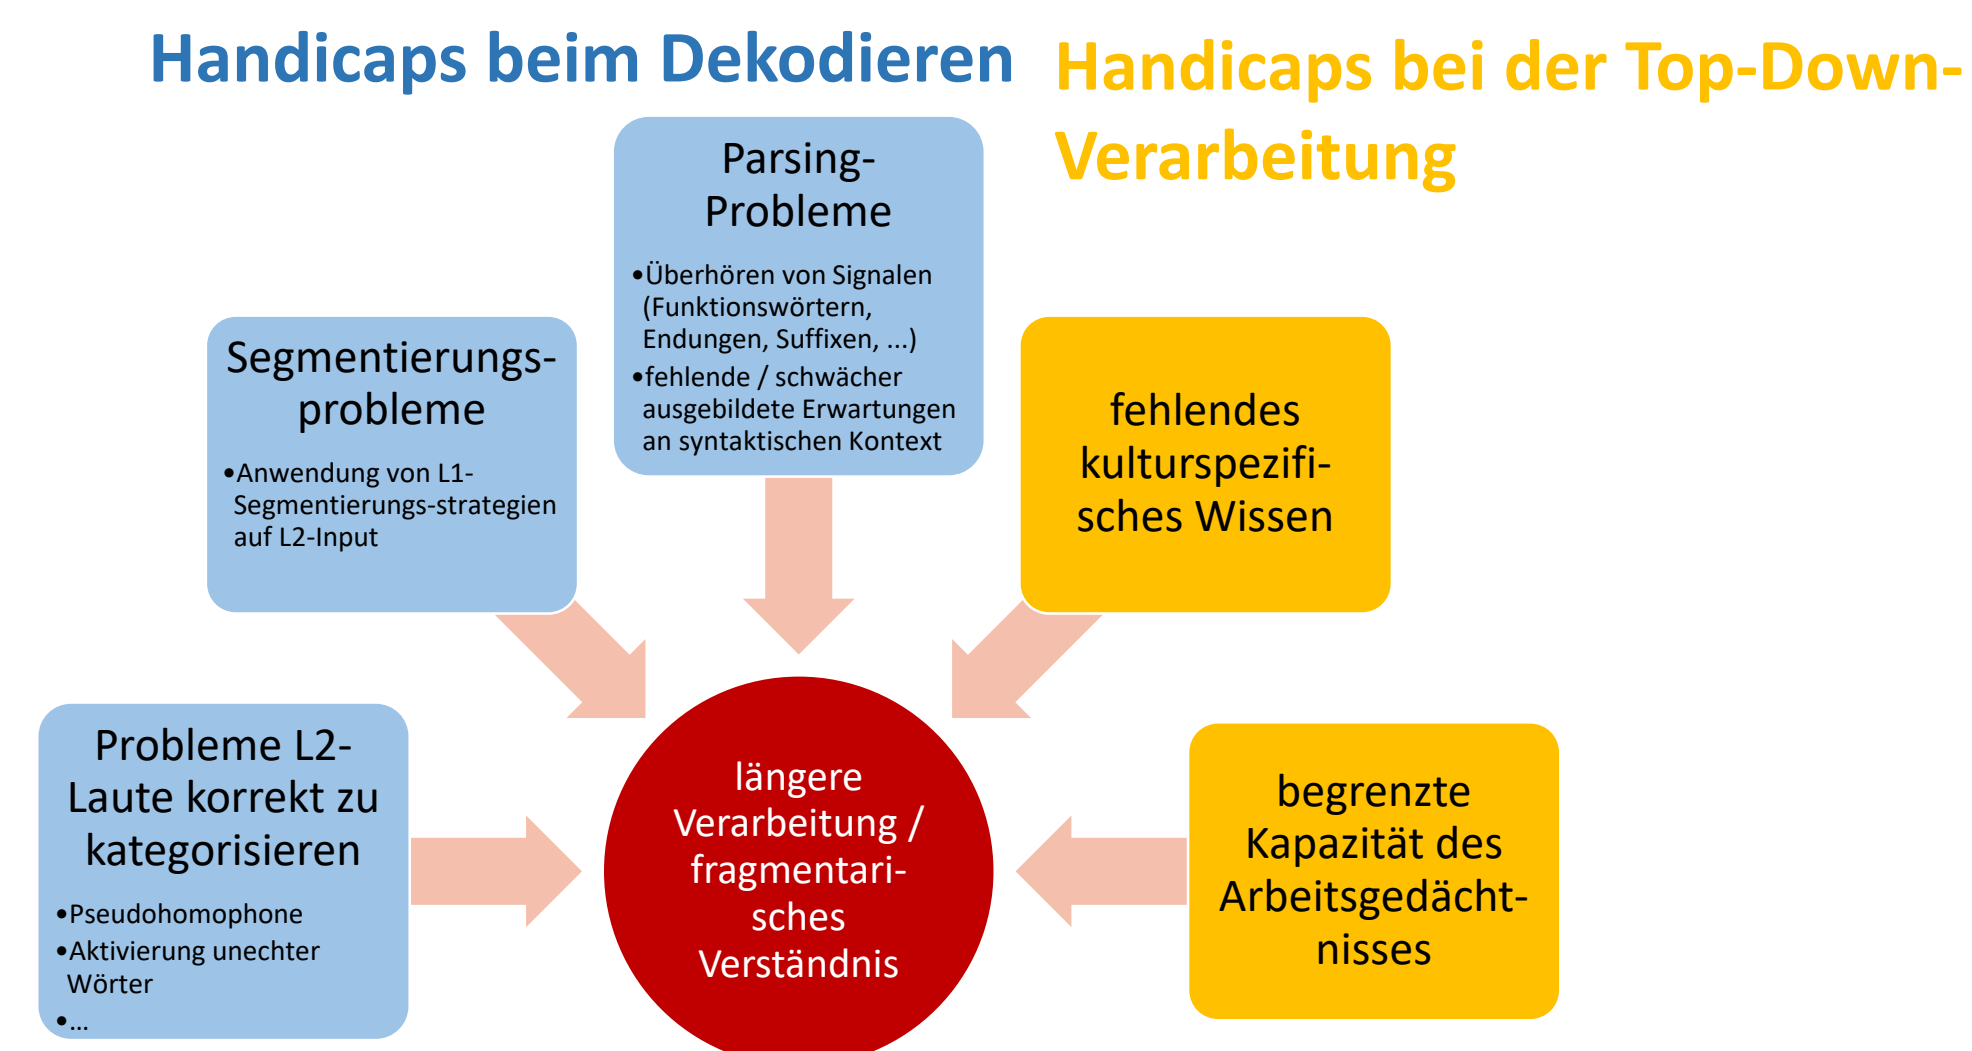 Handicaps beim Dekodieren
Handicaps bei der Top-Down-
Verarbeitung
Parsing-
Probleme
•Überhören von Signalen
(Funktionswörtern,
Endungen, Suffixen, ...)
•fehlende / schwächer
ausgebildete Erwartungen
an syntaktischen Kontext
Segmentierungs-
probleme
•Anwendung von L1-
Segmentierungs-strategien
auf L2-Input
fehlendes
kulturspezifi-
sches Wissen
Probleme L2-
Laute korrekt zu
kategorisieren
•Pseudohomophone
•Aktivierung unechter
Wörter
•...
längere
Verarbeitung /
fragmentari-
sches
Verständnis
begrenzte
Kapazität des
Arbeitsgedächt-
nisses